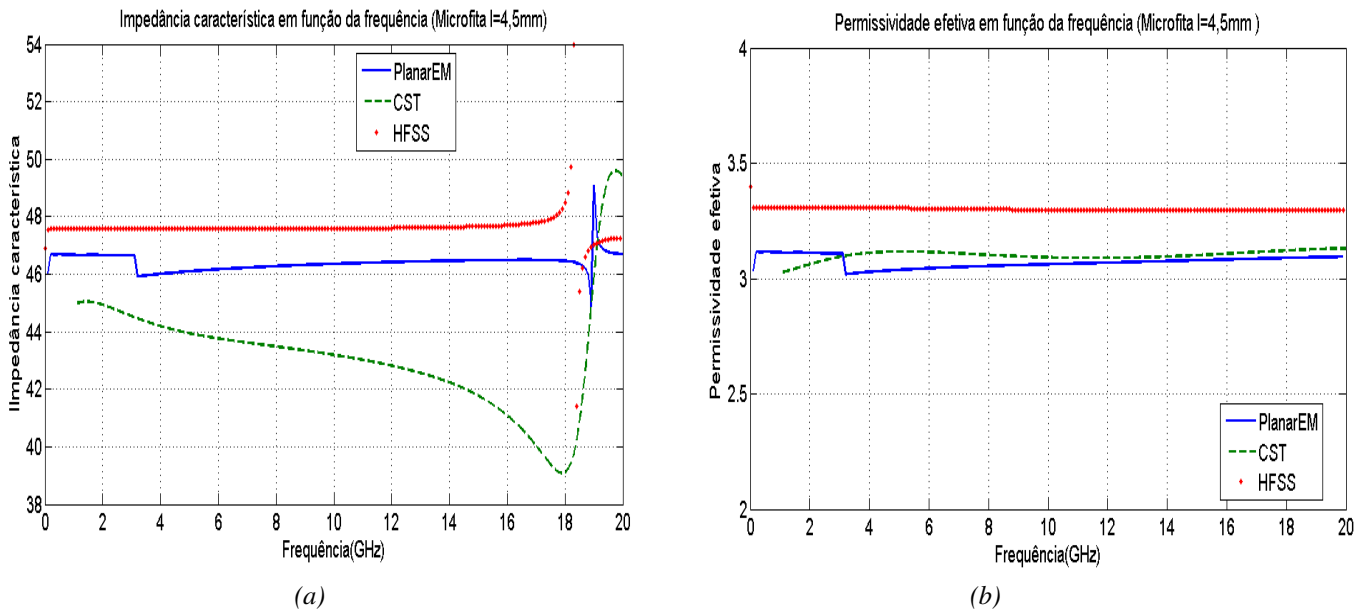 Impedância característica em função da frequência (Microfita l=4,5mm)
54
52
50
48
46
44
42
40
38
IImpedância característica
PlanarEM
CST
HFSS
0 2 4 6 8 10 12 14 16 18 20
Frequência(GHz)
(a)
Permissividade efetiva em função da frequência (Microfita l=4,5mm )
4
3.5
3
2.5
2
Permissividade efetiva
PlanarEM
CST
HFSS
0 2 4 6 8 10 12 14 16 18 20
Frequência(GHz)
(b)